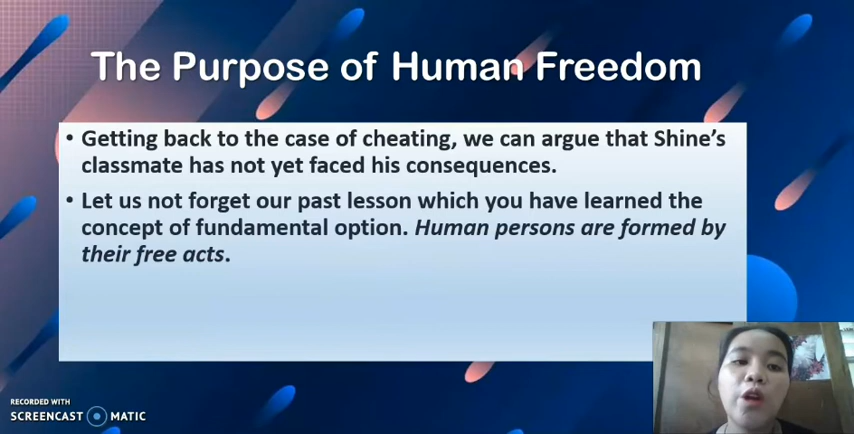 The Purpose of Human Freedom
• Getting back to the case of cheating, we can argue that Shine's
classmate has not yet faced his consequences.
• Let us not forget our past lesson which you have learned the
concept of fundamental option. Human persons are formed by
their free acts.
RECORDED WITH
SCREENCAST MATIC